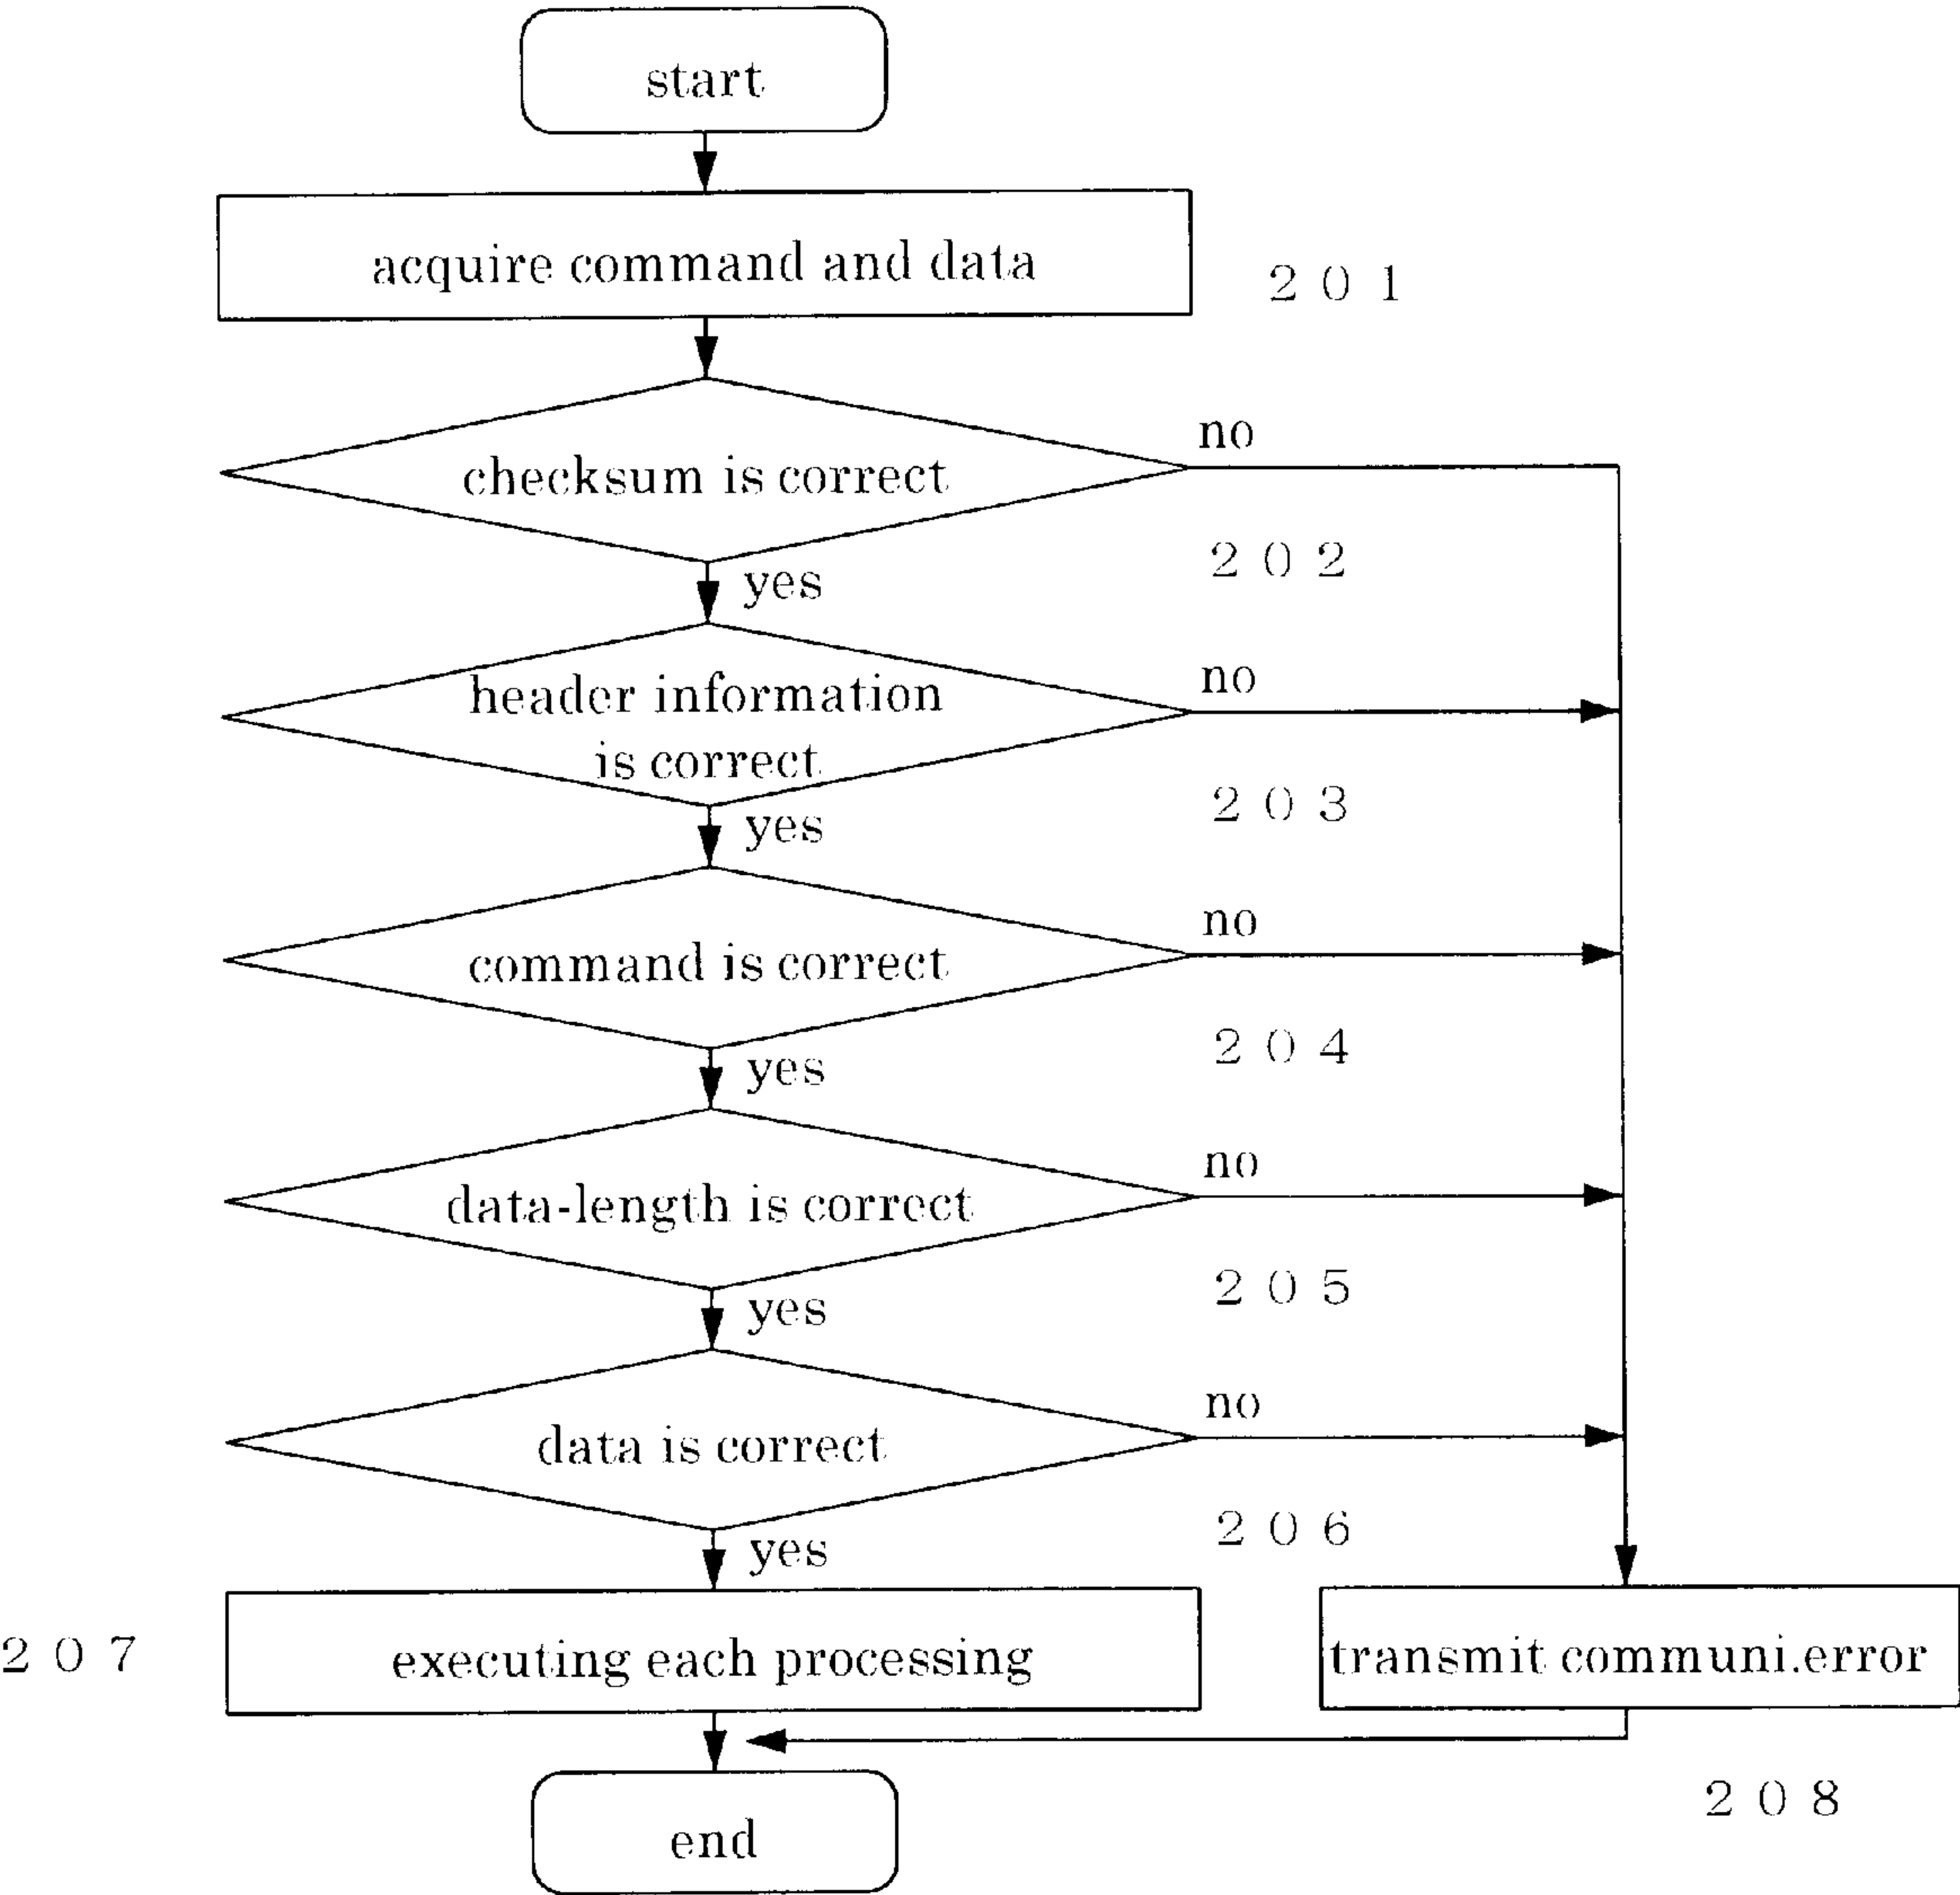 start
acquire command and data
2 0 1
no
checksum is correct
2 0 2
yes
no
header information
is correct
2 0 3
yes
no
command is correct
2 0 4
yes
no
data-length is correct
2 0 5
yes
no
data is correct
2 0 6
yes
2 0 7
executing each processing
transmit communi.error
2 0 8
end